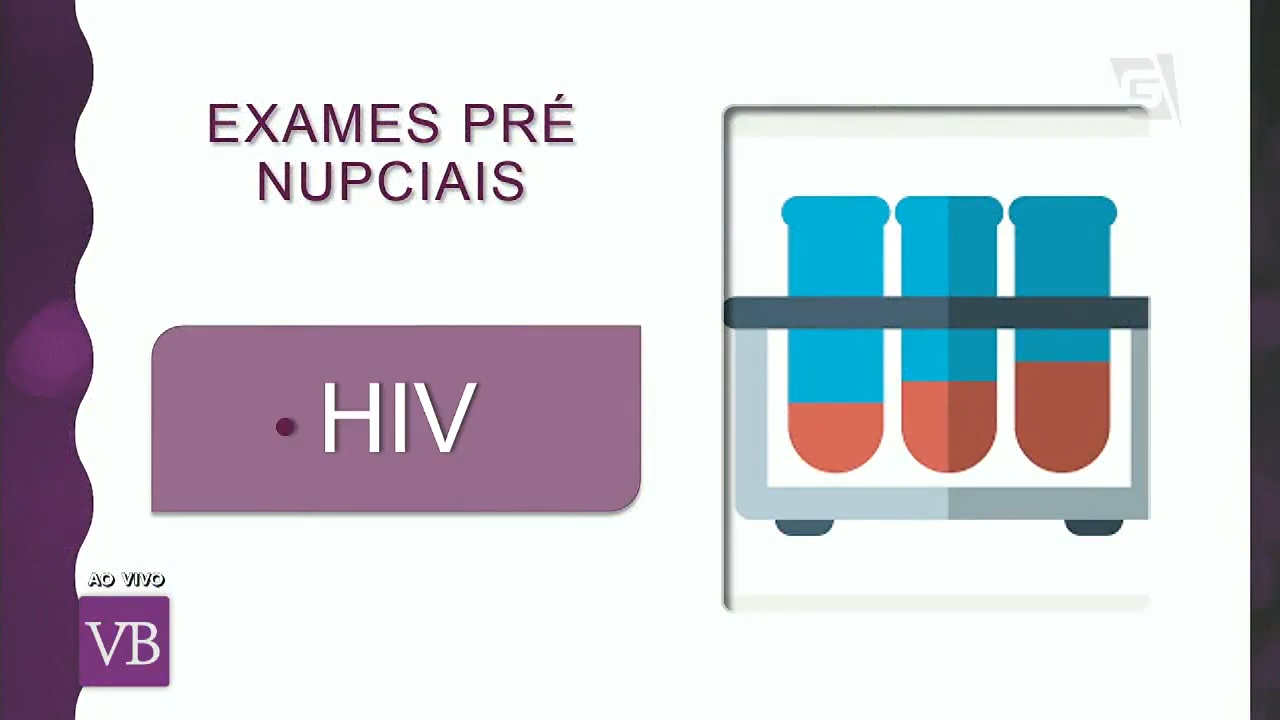 EXAMES PRÉ
NUPCIAIS
• HIV
AO VIVO
VB
G